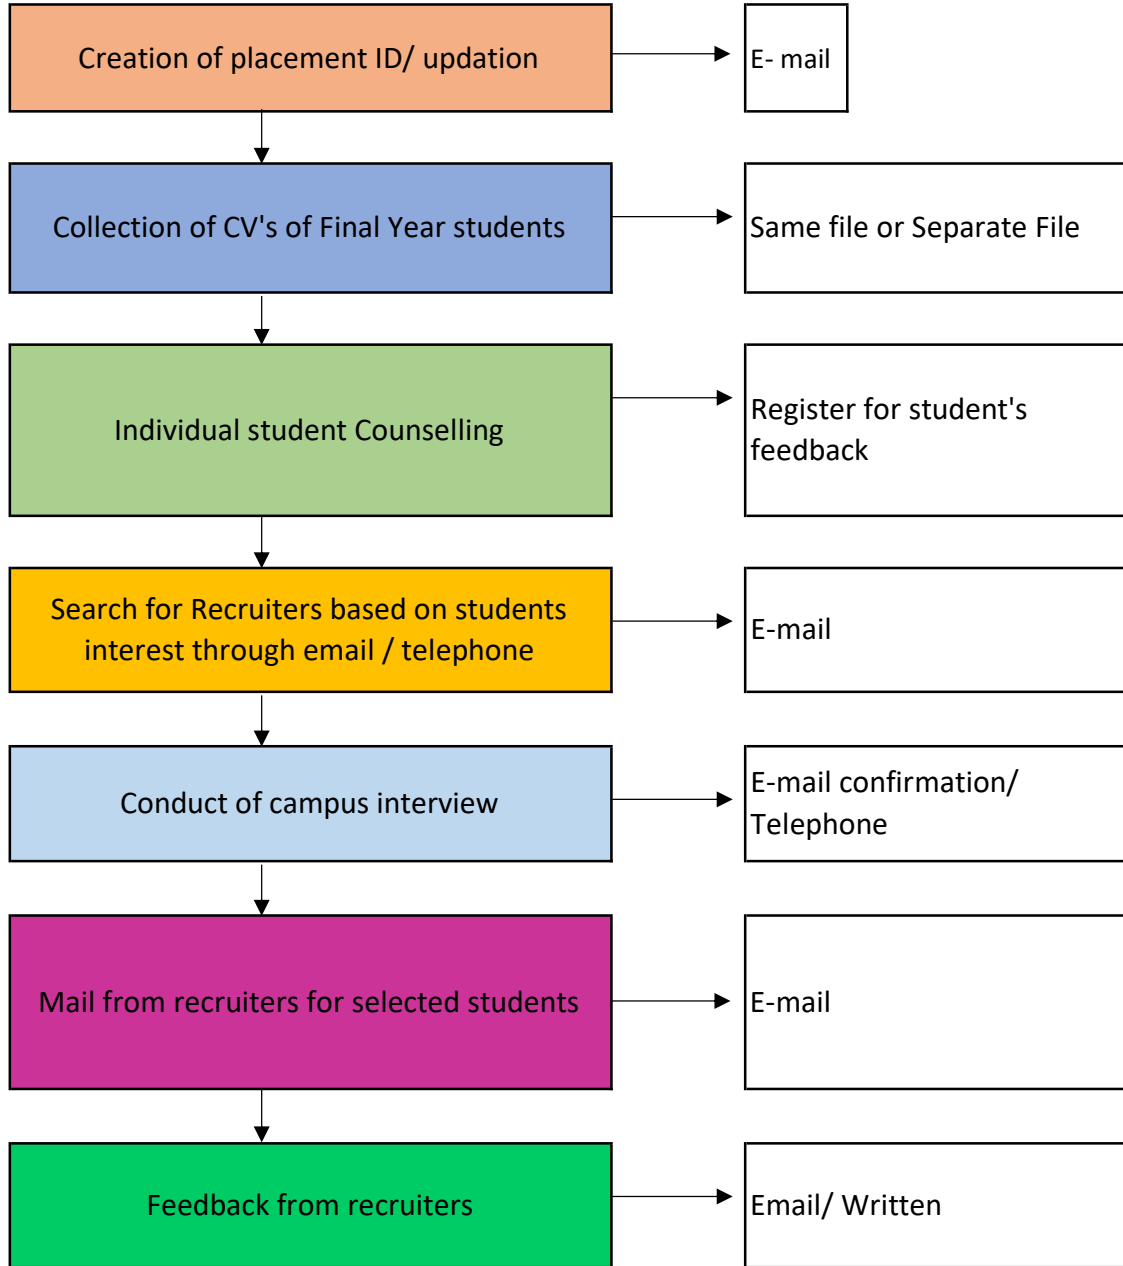 Creation of placement ID/ updation
E- mail
Collection of CV's of Final Year students
Same file or Separate File
Individual student Counselling
Register for student's
feedback
Search for Recruiters based on students
interest through email / telephone
E-mail
Conduct of campus interview
E-mail confirmation/
Telephone
Mail from recruiters for selected students
E-mail
Feedback from recruiters
Email/ Written